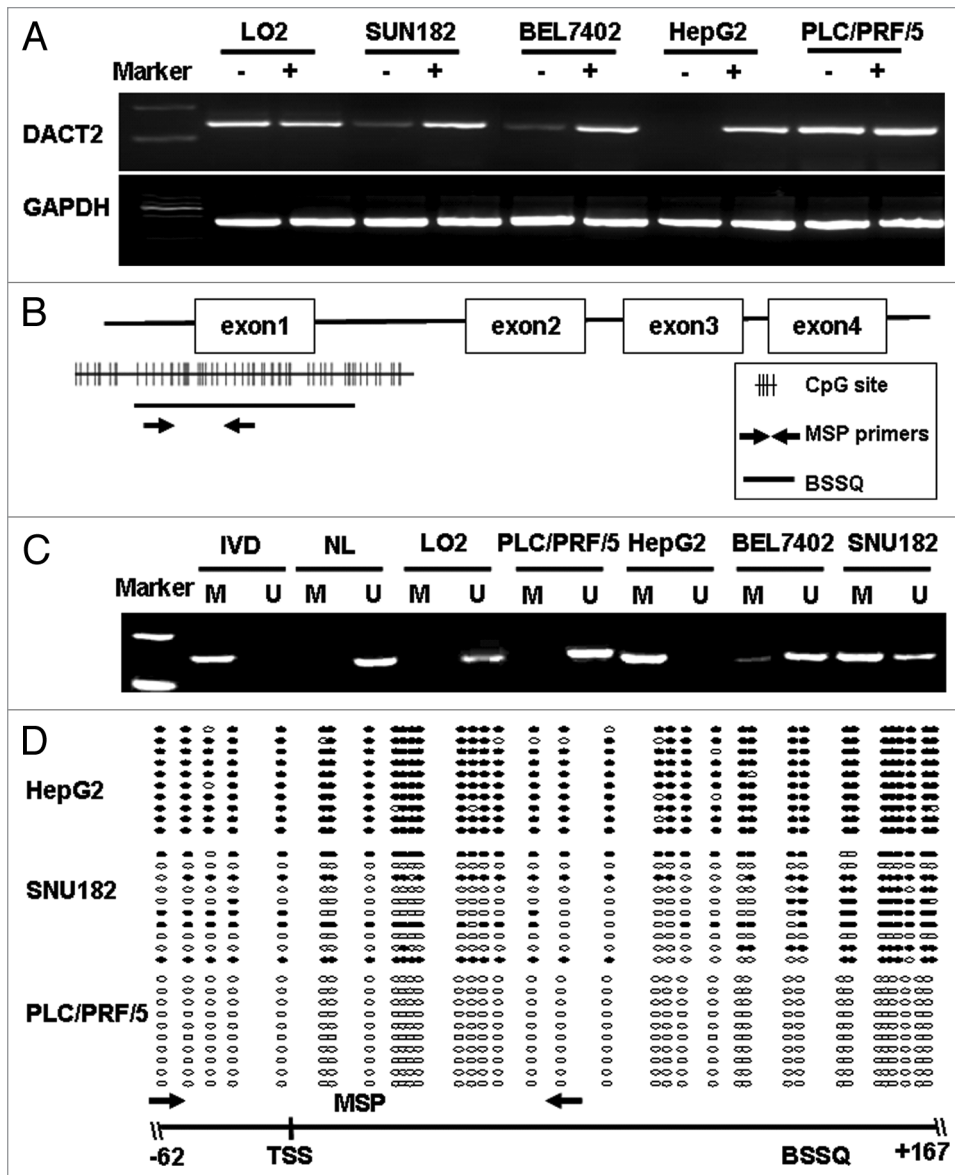 A
LO2 SUN182 BEL7402 HepG2 PLC/PRF/5
Marker - + - + - + - + - +
DACT2
GAPDH
B
exon1 exon2 exon3 exon4
CpG site
MSP primers
BSSQ
C
IVD NL LO2 PLC/PRF/5 HepG2 BEL7402 SNU182
Marker M U M U M U M U M U M U M U
D
HepG2
SNU182
PLC/PRF/5
MSP
-62 TSS BSSQ +167